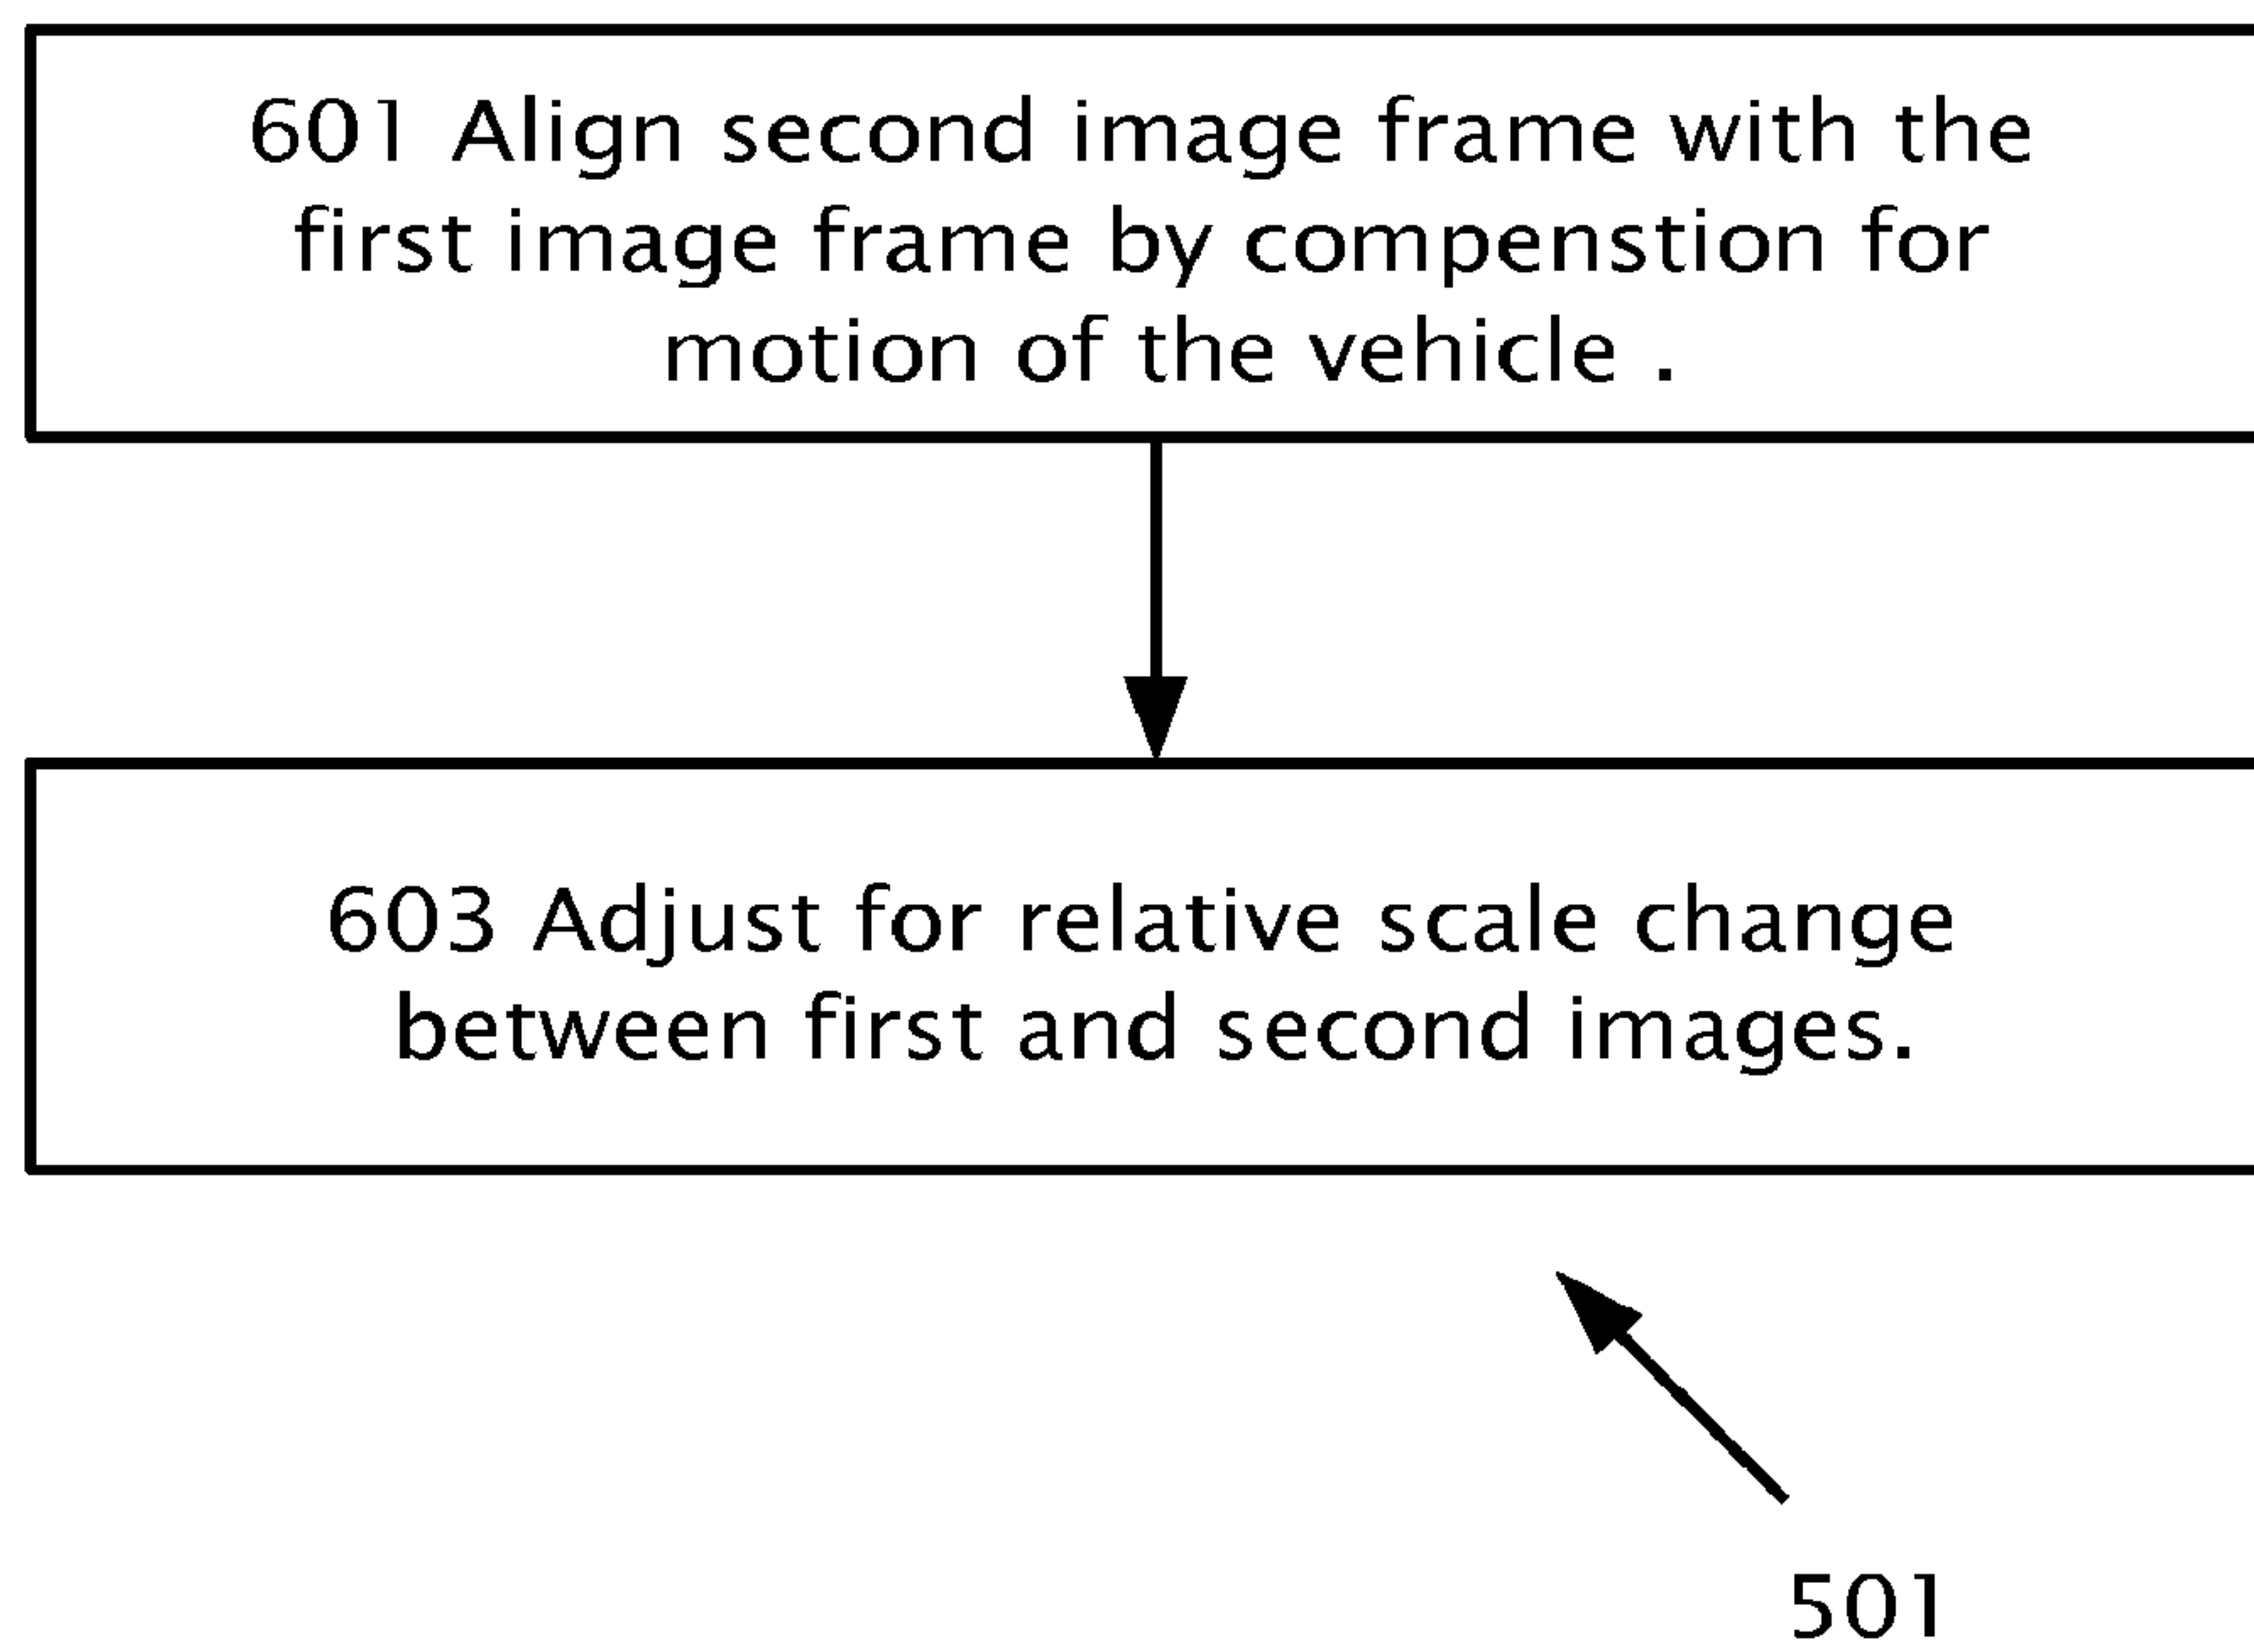 601 Align second image frame with the
first image frame by compenstion for
motion of the vehicle .
603 Adjust for relative scale change
between first and second images.
501